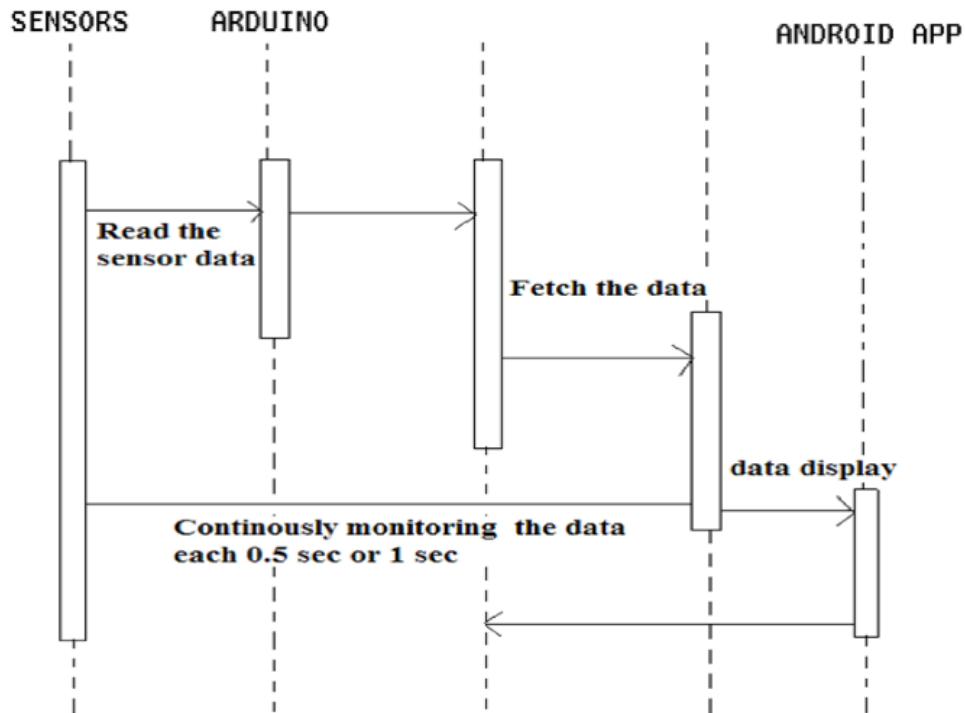 SENSORS ARDUINO ANDROID APP
Read the
sensor data
Fetch the data
data display
Continously monitoring the data
each 0.5 sec or 1 sec